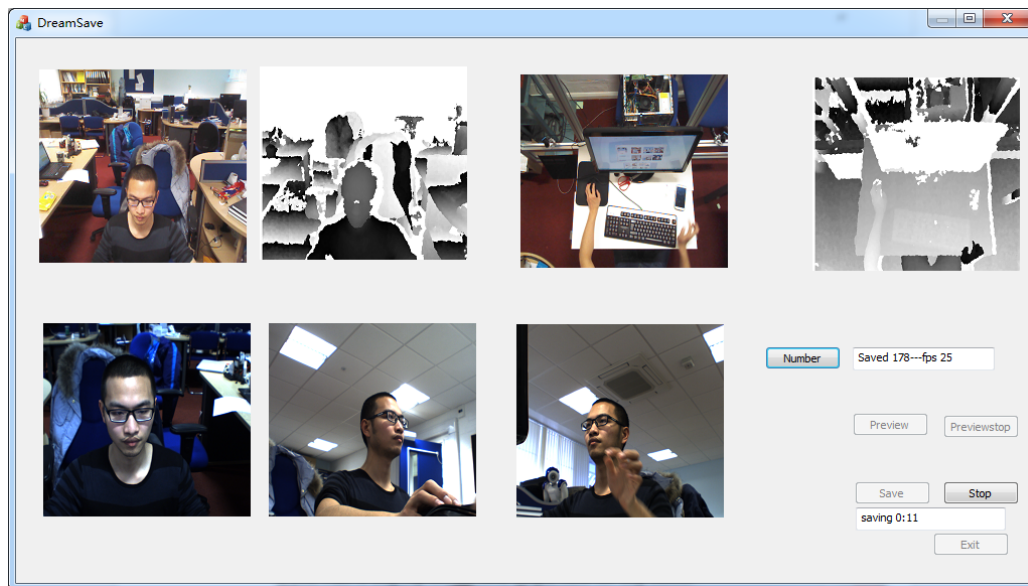 DreamSave
Number
Saved 178---fps 25
Preview
Previewstop
Save
Stop
saving 0:11
Exit